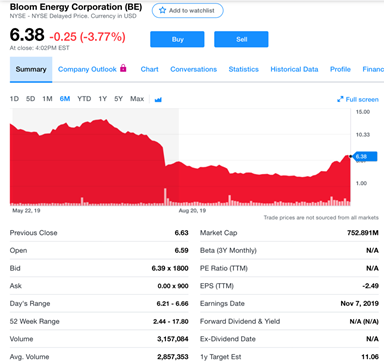 Bloom Energy Corporation (BE)
NYSE - NYSE Delayed Price. Currency in USD
Add to watchlist
6.38 -0.25 (-3.77%)
At close: 4:02PM EST
Buy Sell
Summary Company Outlook Chart Conversations Statistics Historical Data Profile Financ
1D 5D 1M 6M YTD 1Y 5Y Max Full screen
15.00
10.33
6.38
1.00
May 22, 19 Aug 20, 19
Trade prices are not sourced from all markets
Previous Close 6.63 Market Cap 752.891M
Open 6.59 Beta (3Y Monthly) N/A
Bid 6.39 x 1800 PE Ratio (TTM) N/A
Ask 0.00 x 900 EPS (TTM) -2.49
Day's Range 6.21 - 6.66 Earnings Date Nov 7, 2019
52 Week Range 2.44 - 17.80 Forward Dividend & Yield N/A (N/A)
Volume 3,157,084 Ex-Dividend Date N/A
Avg. Volume 2,857,353 1y Target Est 11.06